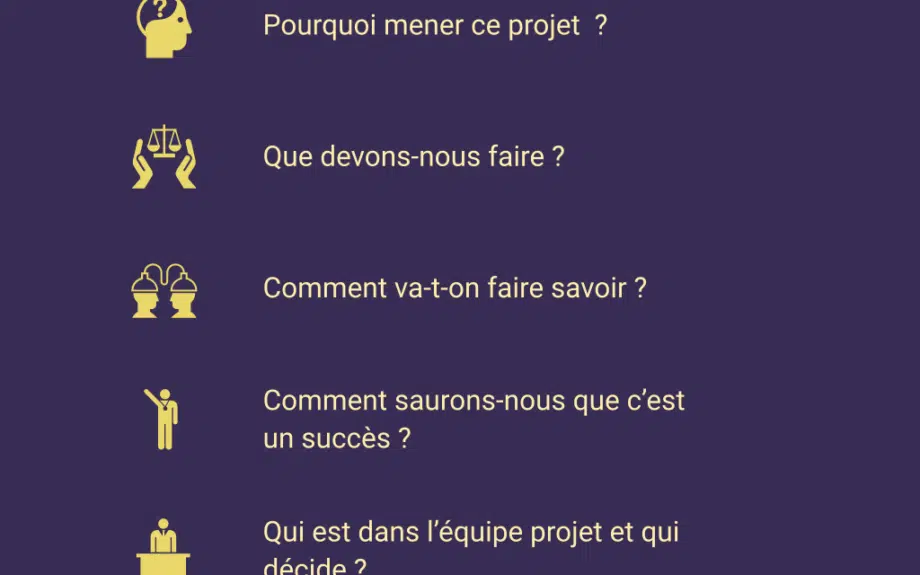 Pourquoi mener ce projet  ?
Que devons-nous faire ?
Comment va-t-on faire savoir ?
Comment saurons-nous que c’est
un succès ?
Qui est dans l’équipe projet et qui
décide ?